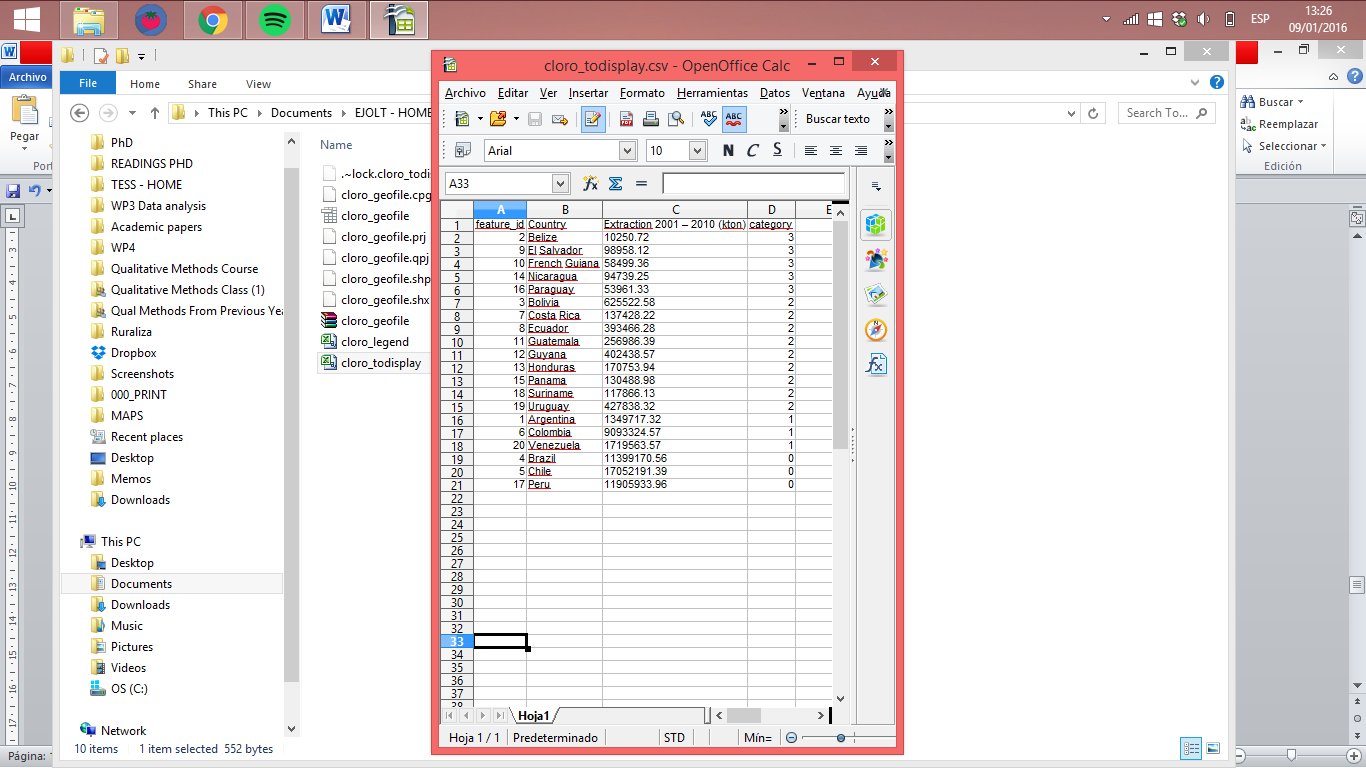 ESP
13:26
09/01/2016
Archivo
Pegar
File
Home
Share
View
This PC
Documents
EJOLT - HOME
Search To...
PhD
READINGS PHD
TESS - HOME
WP3 Data analysis
Academic papers
WP4
Qualitative Methods Course
Qualitative Methods Class (1)
Qual Methods From Previous Yea
Ruraliza
Dropbox
Screenshots
000_PRINT
MAPS
Recent places
Desktop
Memos
Downloads
This PC
Desktop
Documents
Downloads
Music
Pictures
Videos
OS (C:)
Network
10 items 1 item selected 552 bytes
Name
.~lock.cloro_todis
cloro_geofile.cpg
cloro_geofile
cloro_geofile.prj
cloro_geofile.qpj
cloro_geofile.shp
cloro_geofile.shx
cloro_geofile
cloro_legend
cloro_todisplay
cloro_todisplay.csv - OpenOffice Calc
Archivo Editar Ver Insertar Formato Herramientas Datos Ventana Ayuda
Buscar texto
Arial 10 N C S
A33
A B C D E
1 feature_id Country Extraction 2001 – 2010 (kton) category
2 2 Belize 10250.72 3
3 9 El Salvador 98958.12 3
4 10 French Guiana 58499.36 3
5 14 Nicaragua 94739.25 3
6 16 Paraguay 53961.33 3
7 3 Bolivia 625522.58 2
8 7 Costa Rica 137428.22 2
9 8 Ecuador 393466.28 2
10 11 Guatemala 256986.39 2
11 12 Guyana 402438.57 2
12 13 Honduras 170753.94 2
13 15 Panama 130488.98 2
14 18 Suriname 117866.13 2
15 19 Uruguay 427838.32 2
16 1 Argentina 1349717.32 1
17 6 Colombia 9093324.57 1
18 20 Venezuela 1719563.57 1
19 4 Brazil 11399170.56 0
20 5 Chile 17052191.39 0
21 17 Peru 11905933.96 0
22
23
24
25
26
27
28
29
30
31
32
33
34
35
36
37
38
Hoja1
Hoja 1 / 1 Predeterminado STD Mín=
Buscar
Reemplazar
Seleccionar
Edición
Página: